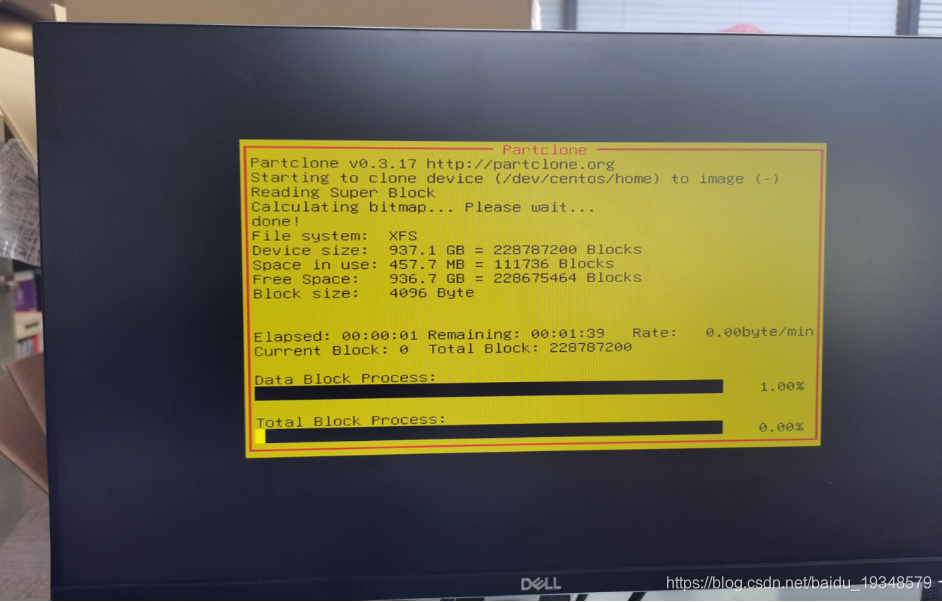 Partclone
Partclone v0.3.17 http://partclone.org
Starting to clone device (/dev/centos/home) to image (-)
Reading Super Block
Calculating bitmap... Please wait...
done!
File system: XFS
Device size: 937.1 GB = 228787200 Blocks
Space in use: 457.7 MB = 111736 Blocks
Free Space: 936.7 GB = 228675464 Blocks
Block size: 4096 Byte
Elapsed: 00:00:01 Remaining: 00:01:39 Rate: 0.00byte/min
Current Block: 0 Total Block: 228787200
Data Block Process:
1.00%
Total Block Process:
0.00%
DELL
https://blog.csdn.net/baidu_19348579